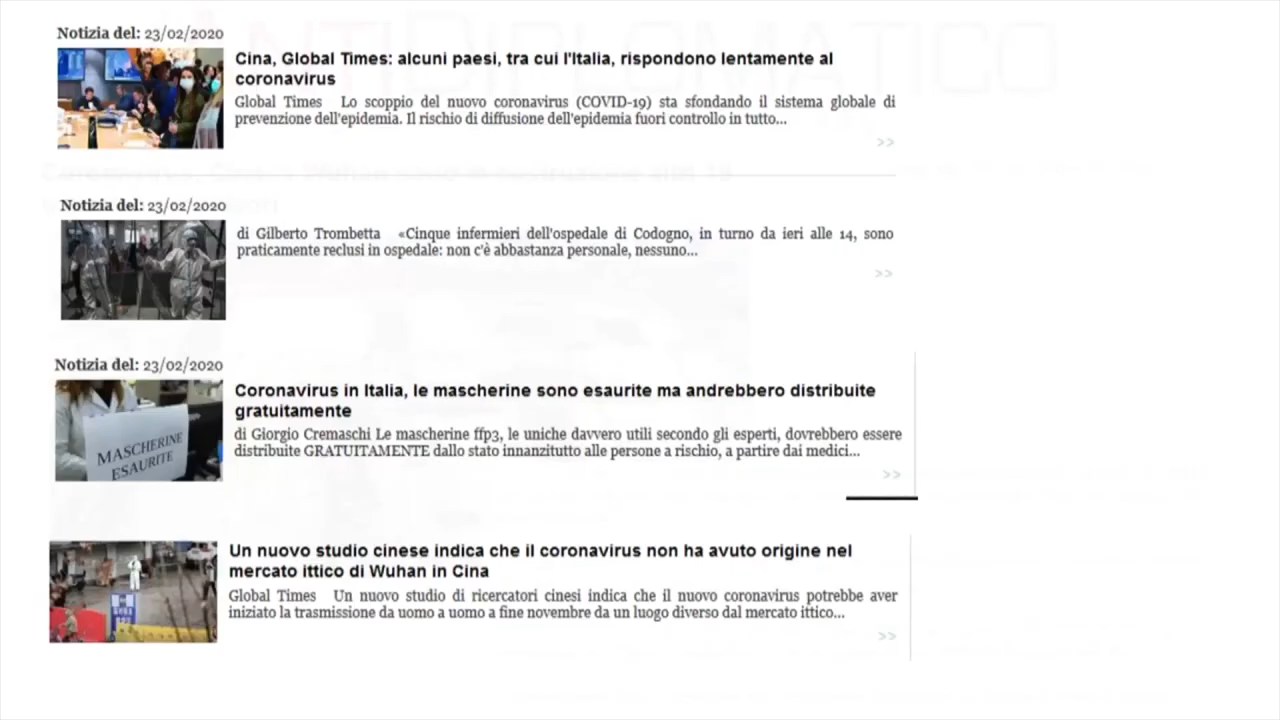 ANTIDIPLOMATICO
Notizia del: 23/02/2020
Cina, Global Times: alcuni paesi, tra cui l'Italia, rispondono lentamente al
coronavirus
Global Times Lo scoppio del nuovo coronavirus (COVID-19) sta sfondando il sistema globale di
prevenzione dell'epidemia. Il rischio di diffusione dell'epidemia fuori controllo in tutto...
>>
Notizia del: 23/02/2020
di Gilberto Trombetta «Cinque infermieri dell'ospedale di Codogno, in turno da ieri alle 14, sono
praticamente reclusi in ospedale: non c'è abbastanza personale, nessuno...
>>
Notizia del: 23/02/2020
MASCHERINE
ESAURITE
Coronavirus in Italia, le mascherine sono esaurite ma andrebbero distribuite
gratuitamente
di Giorgio Cremaschi Le mascherine ffp3, le uniche davvero utili secondo gli esperti, dovrebbero essere
distribuite GRATUITAMENTE dallo stato innanzitutto alle persone a rischio, a partire dai medici...
>>
Un nuovo studio cinese indica che il coronavirus non ha avuto origine nel
mercato ittico di Wuhan in Cina
Global Times Un nuovo studio di ricercatori cinesi indica che il nuovo coronavirus potrebbe aver
iniziato la trasmissione da uomo a uomo a fine novembre da un luogo diverso dal mercato ittico...
>>